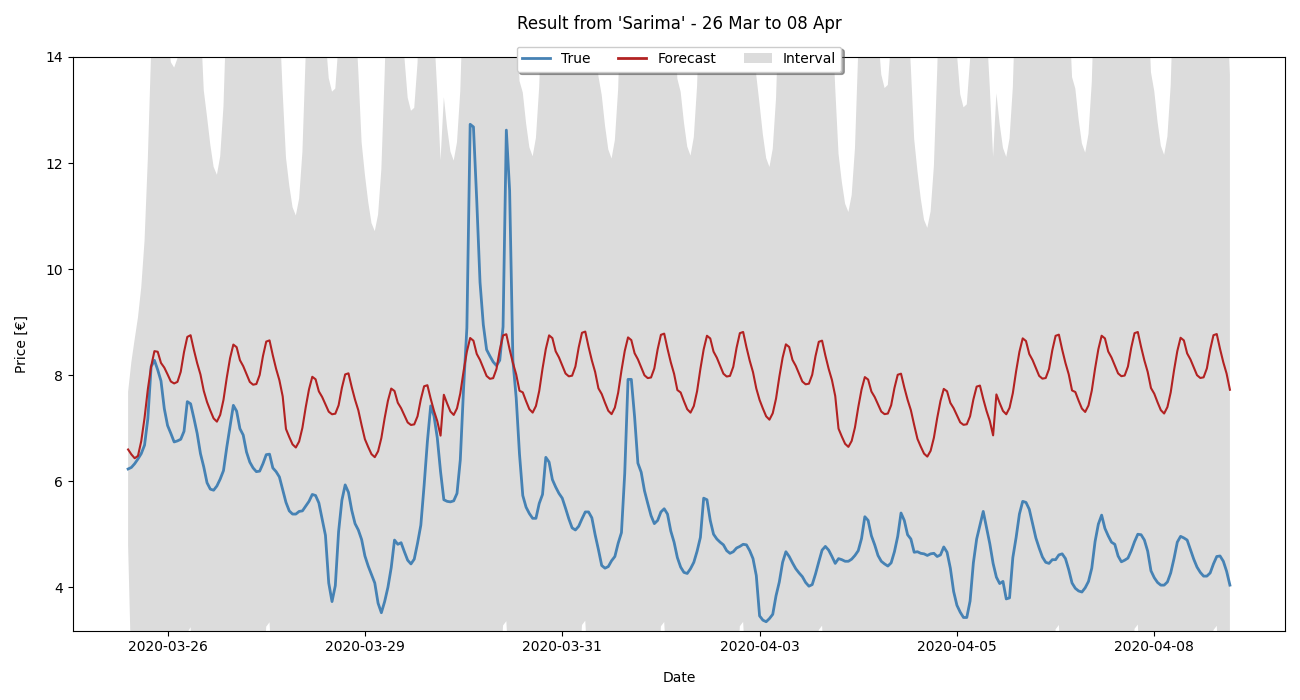 Result from 'Sarima' - 26 Mar to 08 Apr
True Forecast Interval
14
12
10
8
6
4
Price [€]
2020-03-26 2020-03-29 2020-03-31 2020-04-03 2020-04-05 2020-04-08
Date